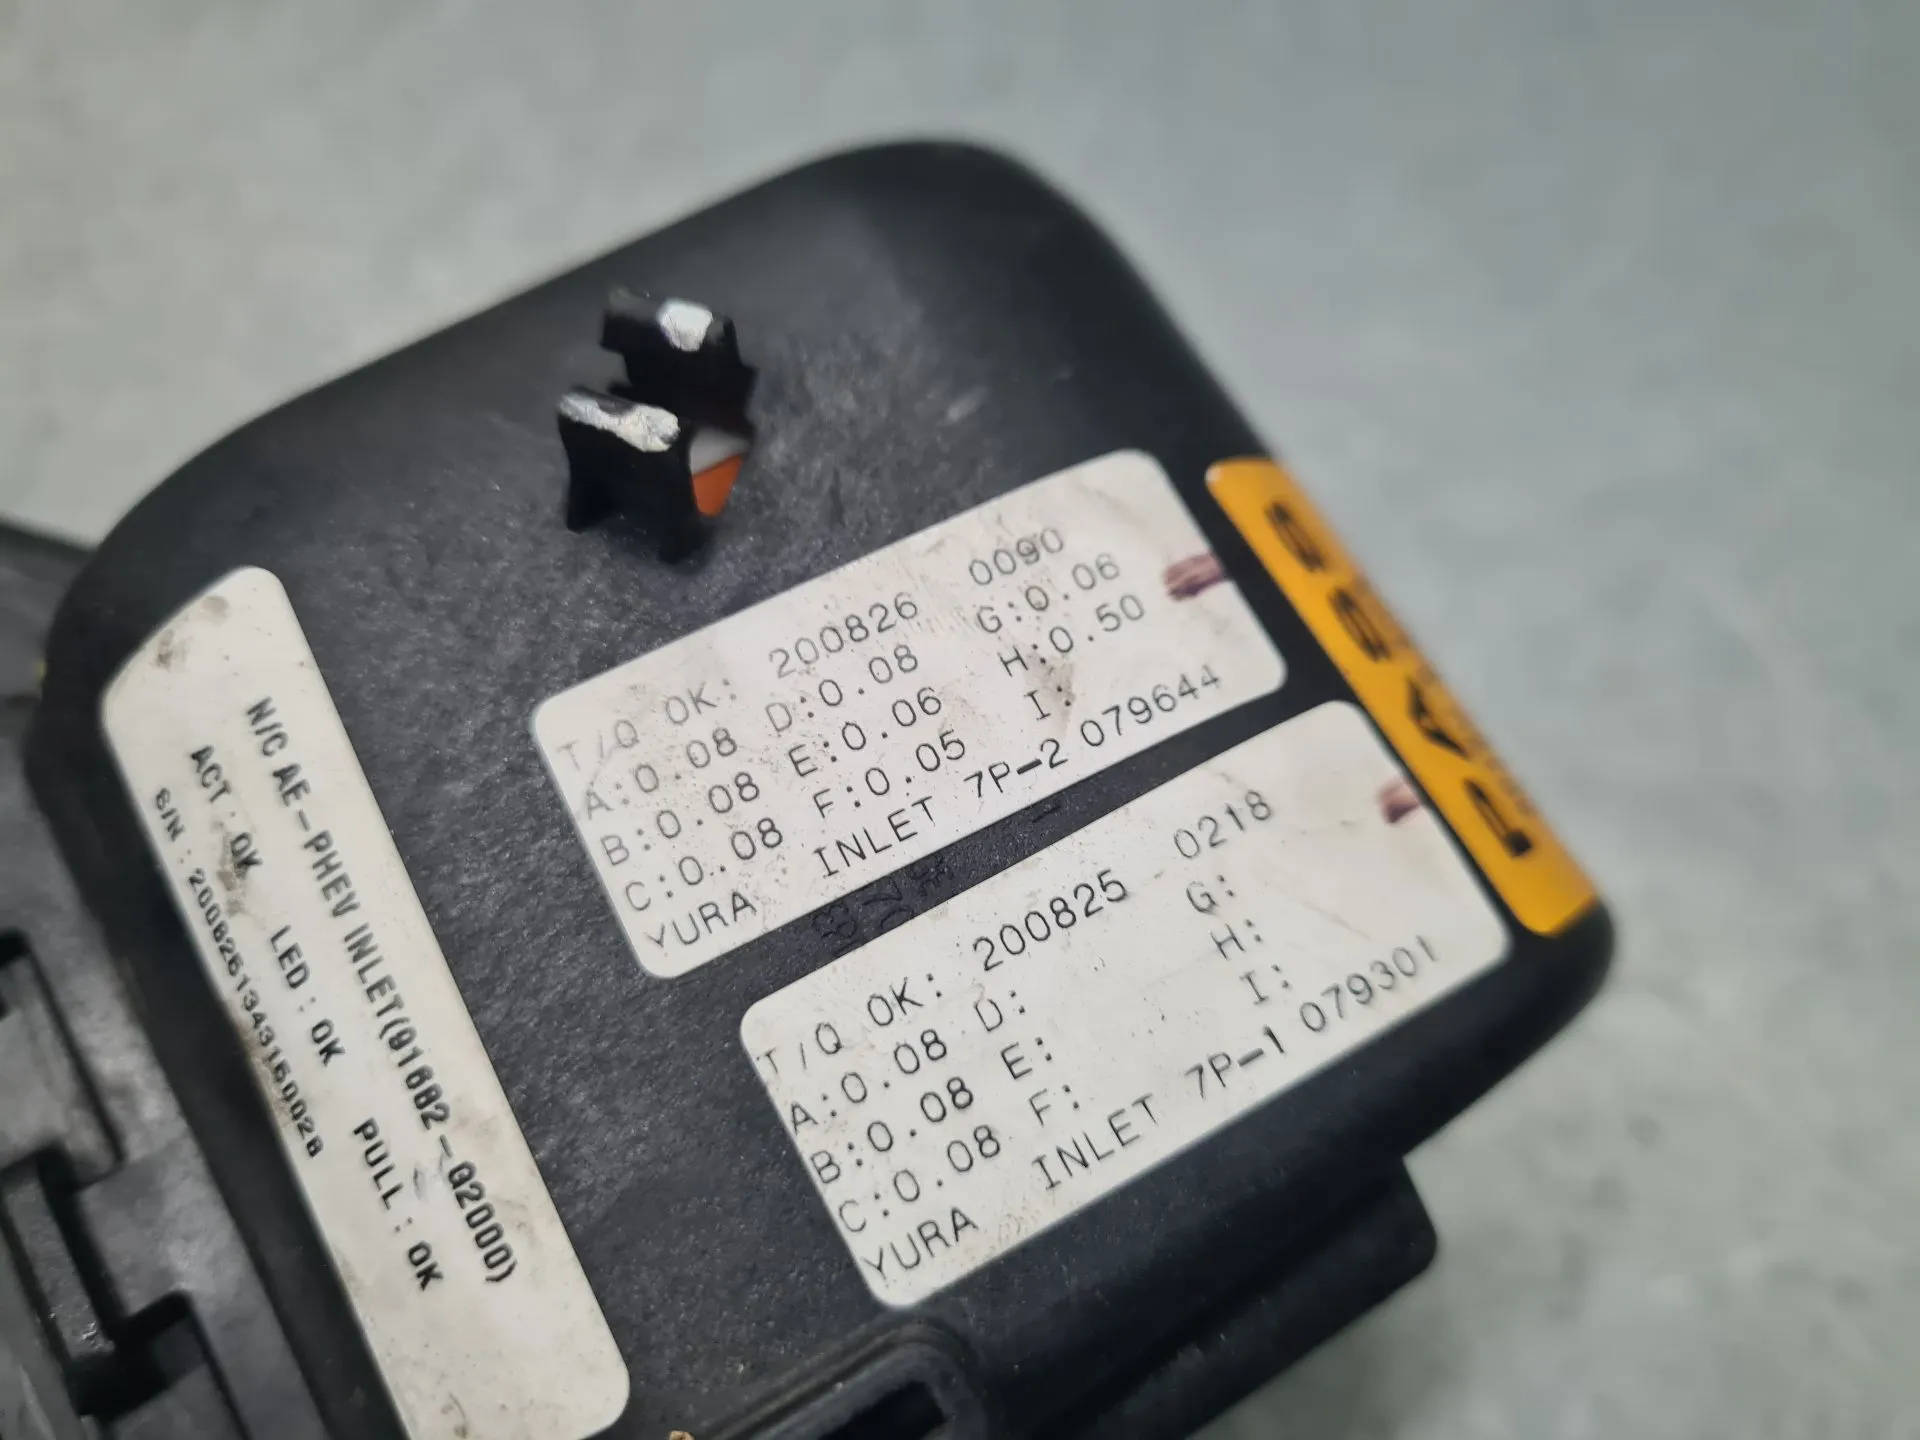 T/Q OK: 200826 0090
A:0.08 D:0.08 G:0.06
B:0.08 E:0.06 H:0.50
C:0.08 F:0.05 I:
YURA INLET 7P-2 079644
T/Q OK: 200825 0218
A:0.08 D: G:
B:0.08 E: H:
C:0.08 F: I:
YURA INLET 7P-1 079301
N/C AE-PHEV INLET(91682-G2000)
ACT : OK LED : OK PULL : OK
S/N : 2008261343160028